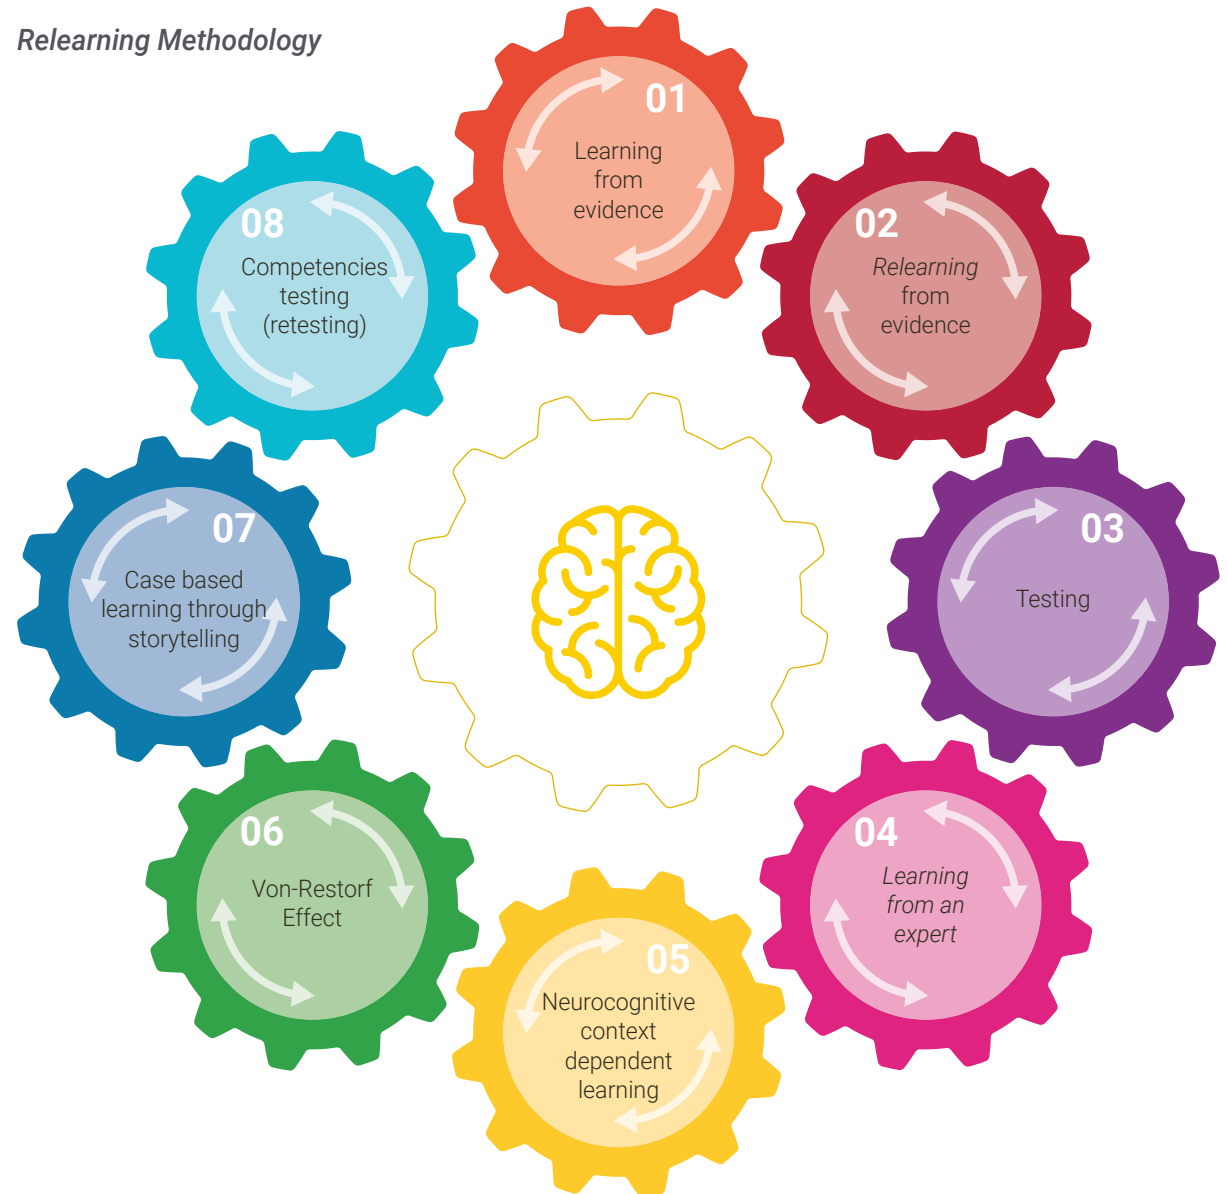 Relearning Methodology
01
Learning
from
evidence
02
Relearning
from
evidence
03
Testing
04
Learning
from an
expert
05
Neurocognitive
context
dependent
learning
06
Von-Restorf
Effect
07
Case based
learning through
storytelling
08
Competencies
testing
(retesting)